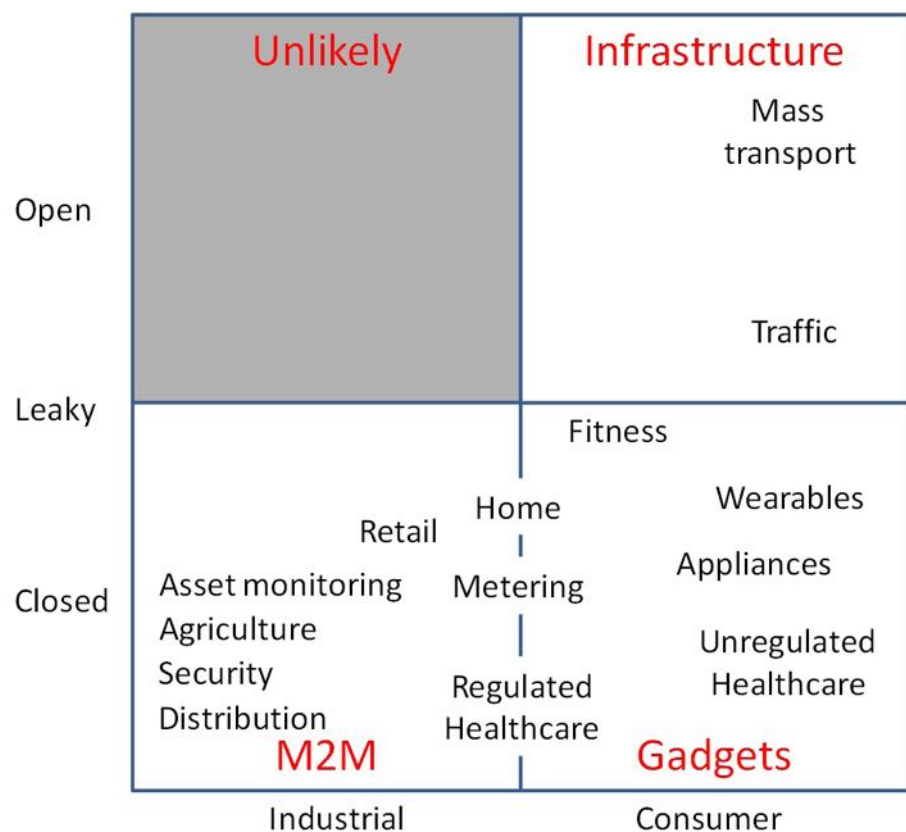 Unlikely
Infrastructure
Mass
transport
Open
Traffic
Leaky
Fitness
Wearables
Home
Retail
Appliances
Asset monitoring
Metering
Closed
Agriculture
Unregulated
Healthcare
Security
Regulated
Healthcare
Distribution
M2M
Gadgets
Industrial
Consumer